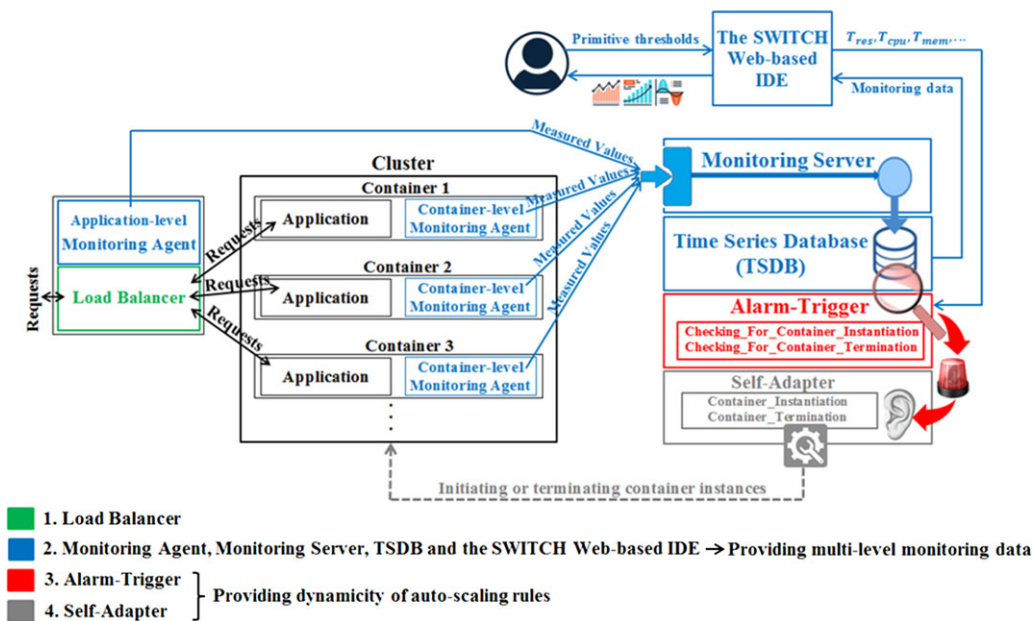 Primitive thresholds
The SWITCH
Web-based
IDE
T_res, T_cpu, T_mem, ...
Monitoring data
Measured Values
Measured Values
Measured Values
Measured Values
Monitoring Server
Time Series Database
(TSDB)
Alarm-Trigger
Checking_For_Container_Instantiation
Checking_For_Container_Termination
Self-Adapter
Container_Instantiation
Container_Termination
Cluster
Container 1
Application
Container-level
Monitoring Agent
Container 2
Application
Container-level
Monitoring Agent
Container 3
Application
Container-level
Monitoring Agent
Application-level
Monitoring Agent
Load Balancer
Requests
Requests
Requests
Requests
Initiating or terminating container instances
1. Load Balancer
2. Monitoring Agent, Monitoring Server, TSDB and the SWITCH Web-based IDE → Providing multi-level monitoring data
3. Alarm-Trigger
4. Self-Adapter
Providing dynamicity of auto-scaling rules